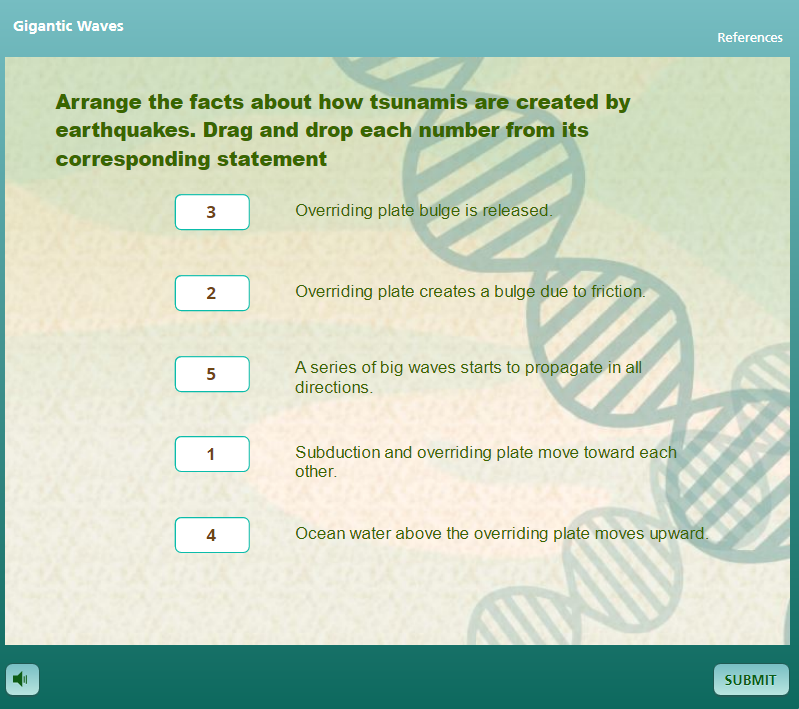 Gigantic Waves
References
Arrange the facts about how tsunamis are created by
earthquakes. Drag and drop each number from its
corresponding statement
3 Overriding plate bulge is released.
2 Overriding plate creates a bulge due to friction.
5 A series of big waves starts to propagate in all
directions.
1 Subduction and overriding plate move toward each
other.
4 Ocean water above the overriding plate moves upward.
SUBMIT